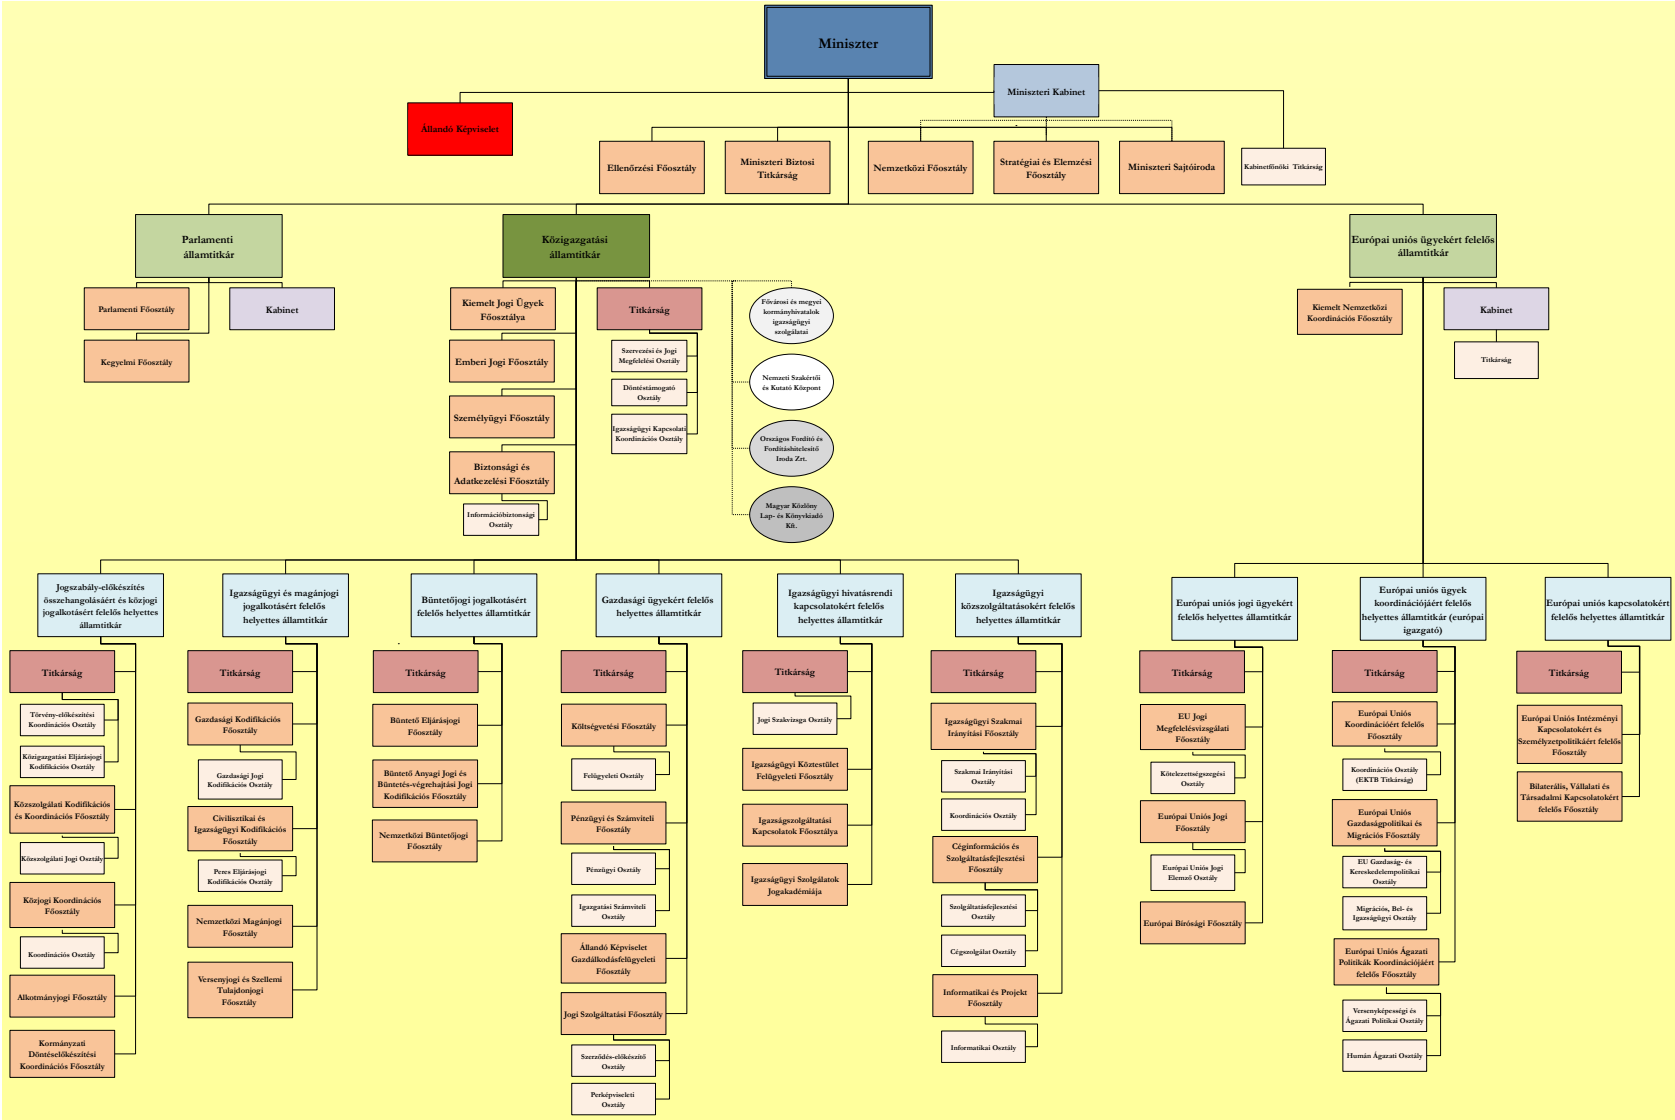 Miniszter
Miniszteri Kabinet
Állandó Képviselet
Ellenőrzési Főosztály
Miniszteri Biztosi
Titkárság
Nemzetközi Főosztály
Stratégiai és Elemzési
Főosztály
Miniszteri Sajtóiroda
Kabinetfőnöki Titkárság
Parlamenti
államtitkár
Közigazgatási
államtitkár
Európai uniós ügyekért felelős
államtitkár
Parlamenti Főosztály
Kabinet
Kegyelmi Főosztály
Kiemelt Jogi Ügyek
Főosztálya
Emberi Jogi Főosztály
Személyügyi Főosztály
Biztonsági és
Adatkezelési Főosztály
Információbiztonsági
Osztály
Titkárság
Szervezési és Jogi
Megfelelési Osztály
Döntéstámogató
Osztály
Igazságügyi Kapcsolati
Koordinációs Osztály
Fővárosi és megyei
kormányhivatalok
igazságügyi
szolgálatai
Nemzeti Szakértői
és Kutató Központ
Országos Fordító és
Fordításhitelesítő
Iroda Zrt.
Magyar Közlöny
Lap- és Könyvkiadó
Kft.
Kiemelt Nemzetközi
Koordinációs Főosztály
Kabinet
Titkárság
Jogszabály-előkészítés
összehangolásáért és közjogi
jogalkotásért felelős helyettes
államtitkár
Titkárság
Törvény-előkészítési
Koordinációs Osztály
Közigazgatási Eljárásjogi
Kodifikációs Osztály
Közszolgálati Kodifikációs
és Koordinációs Főosztály
Közszolgálati Jogi Osztály
Közjogi Koordinációs
Főosztály
Koordinációs Osztály
Alkotmányjogi Főosztály
Kormányzati
Döntéselőkészítési
Koordinációs Főosztály
Igazságügyi és magánjogi
jogalkotásért felelős
helyettes államtitkár
Titkárság
Gazdasági Kodifikációs
Főosztály
Gazdasági Jogi
Kodifikációs Osztály
Civilisztikai és
Igazságügyi Kodifikációs
Főosztály
Peres Eljárásjogi
Kodifikációs Osztály
Nemzetközi Magánjogi
Főosztály
Versenyjogi és Szellemi
Tulajdonjogi
Főosztály
Büntetőjogi jogalkotásért
felelős helyettes államtitkár
Titkárság
Büntető Eljárásjogi
Főosztály
Büntető Anyagi Jogi és
Büntetés-végrehajtási Jogi
Kodifikációs Főosztály
Nemzetközi Büntetőjogi
Főosztály
Gazdasági ügyekért felelős
helyettes államtitkár
Titkárság
Költségvetési Főosztály
Felügyeleti Osztály
Pénzügyi és Számviteli
Főosztály
Pénzügyi Osztály
Igazgatási Számviteli
Osztály
Állandó Képviselet
Gazdálkodásfelügyeleti
Főosztály
Jogi Szolgáltatási Főosztály
Szerződés-előkészítő
Osztály
Perképviseleti
Osztály
Igazságügyi hivatásrendi
kapcsolatokért felelős
helyettes államtitkár
Titkárság
Jogi Szakvizsga Osztály
Igazságügyi Köztestület
Felügyeleti Főosztály
Igazságszolgáltatási
Kapcsolatok Főosztálya
Igazságügyi Szolgálatok
Jogakadémiája
Igazságügyi
közszolgáltatásokért felelős
helyettes államtitkár
Titkárság
Igazságügyi Szakmai
Irányítási Főosztály
Szakmai Irányítási
Osztály
Koordinációs Osztály
Céginformációs és
Szolgáltatásfejlesztési
Főosztály
Szolgáltatásfejlesztési
Osztály
Cégszolgálat Osztály
Informatikai és Projekt
Főosztály
Informatikai Osztály
Európai uniós jogi ügyekért
felelős helyettes államtitkár
Titkárság
EU Jogi
Megfelelésvizsgálati
Főosztály
Kötelezettségszegési
Osztály
Európai Uniós Jogi
Főosztály
Európai Uniós Jogi
Elemző Osztály
Európai Bírósági Főosztály
Európai uniós ügyek
koordinációjáért felelős
helyettes államtitkár (európai
igazgató)
Titkárság
Európai Uniós
Koordinációért felelős
Főosztály
Koordinációs Osztály
(EKTB Titkárság)
Európai Uniós
Gazdaságpolitikai és
Migrációs Főosztály
EU Gazdaság- és
Kereskedelempolitikai
Osztály
Migrációs, Bel- és
Igazságügyi Osztály
Európai Uniós Ágazati
Politikák Koordinációjáért
felelős Főosztály
Versenyképességi és
Ágazati Politikai Osztály
Humán Ágazati Osztály
Európai uniós kapcsolatokért
felelős helyettes államtitkár
Titkárság
Európai Uniós Intézményi
Kapcsolatokért és
Személyzetpolitikáért felelős
Főosztály
Bilaterális, Vállalati és
Társadalmi Kapcsolatokért
felelős Főosztály